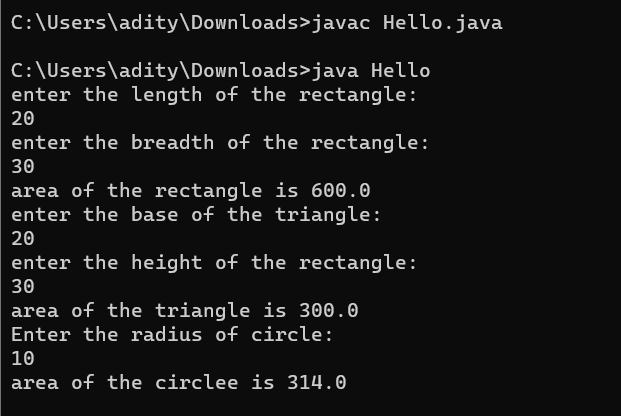 C:\Users\adity\Downloads>javac Hello.java
C:\Users\adity\Downloads>java Hello
enter the length of the rectangle:
20
enter the breadth of the rectangle:
30
area of the rectangle is 600.0
enter the base of the triangle:
20
enter the height of the rectangle:
30
area of the triangle is 300.0
Enter the radius of circle:
10
area of the circlee is 314.0